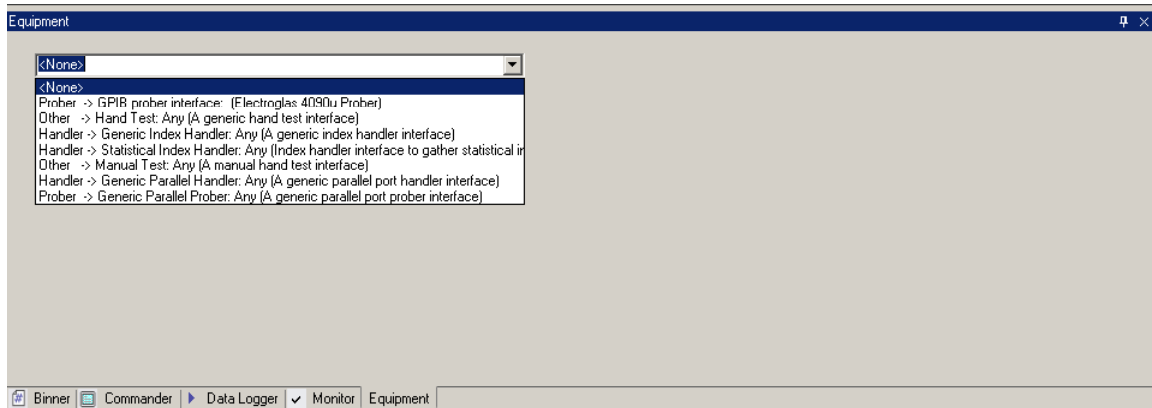 Equipment
<None>
<None>
Prober -> GPIB prober interface: (Electroglas 4090u Prober)
Other -> Hand Test: Any (A generic hand test interface)
Handler -> Generic Index Handler: Any (A generic index handler interface)
Handler -> Statistical Index Handler: Any (Index handler interface to gather statistical
Other -> Manual Test: Any (A manual hand test interface)
Handler -> Generic Parallel Handler: Any (A generic parallel port handler interface)
Prober -> Generic Parallel Prober: Any (A generic parallel port prober interface)
Binner Commander Data Logger Monitor Equipment